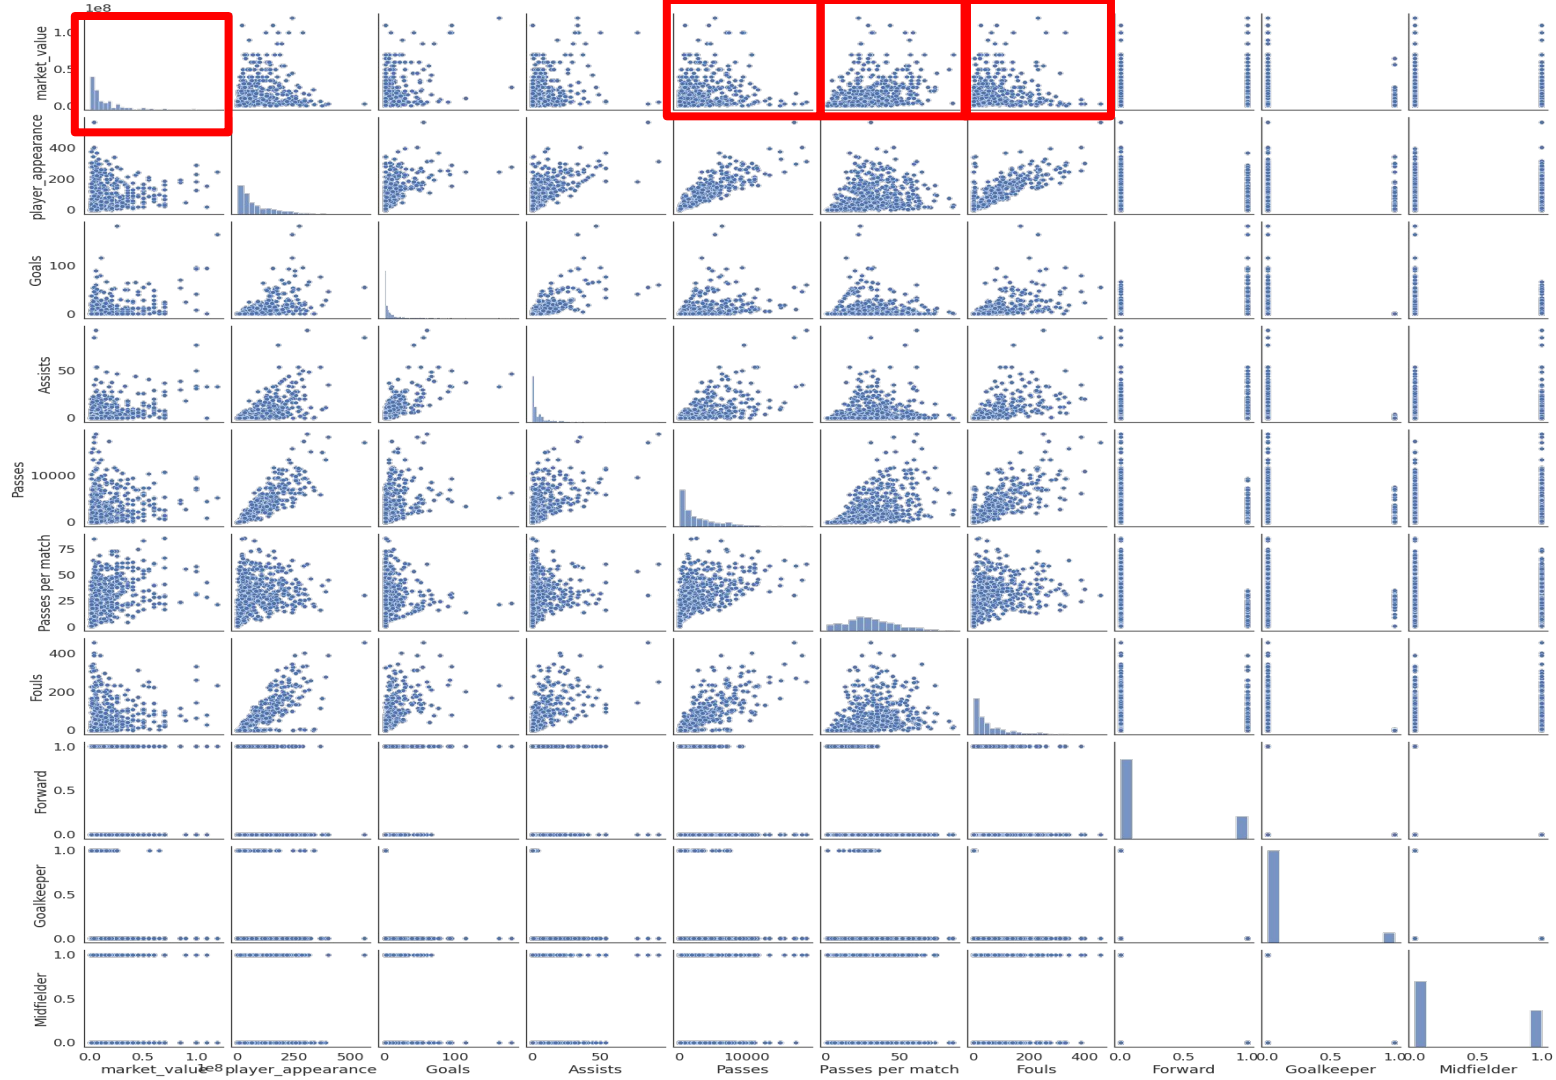 1e8
market_value
1.0
0.5
0.0
player_appearance
400
200
0
Goals
100
0
Assists
50
0
Passes
10000
0
Passes per match
75
50
25
0
Fouls
400
200
0
Forward
1.0
0.5
0.0
Goalkeeper
1.0
0.5
0.0
Midfielder
1.0
0.5
0.0
0.0 0.5 1.0 0 250 500 0 100 0 50 0 10000 0 50 0 200 400 0.0 0.5 1.0 0.0 0.5 1.0 0.0 0.5 1.0
market_value 1e8 player_appearance Goals Assists Passes Passes per match Fouls Forward Goalkeeper Midfielder